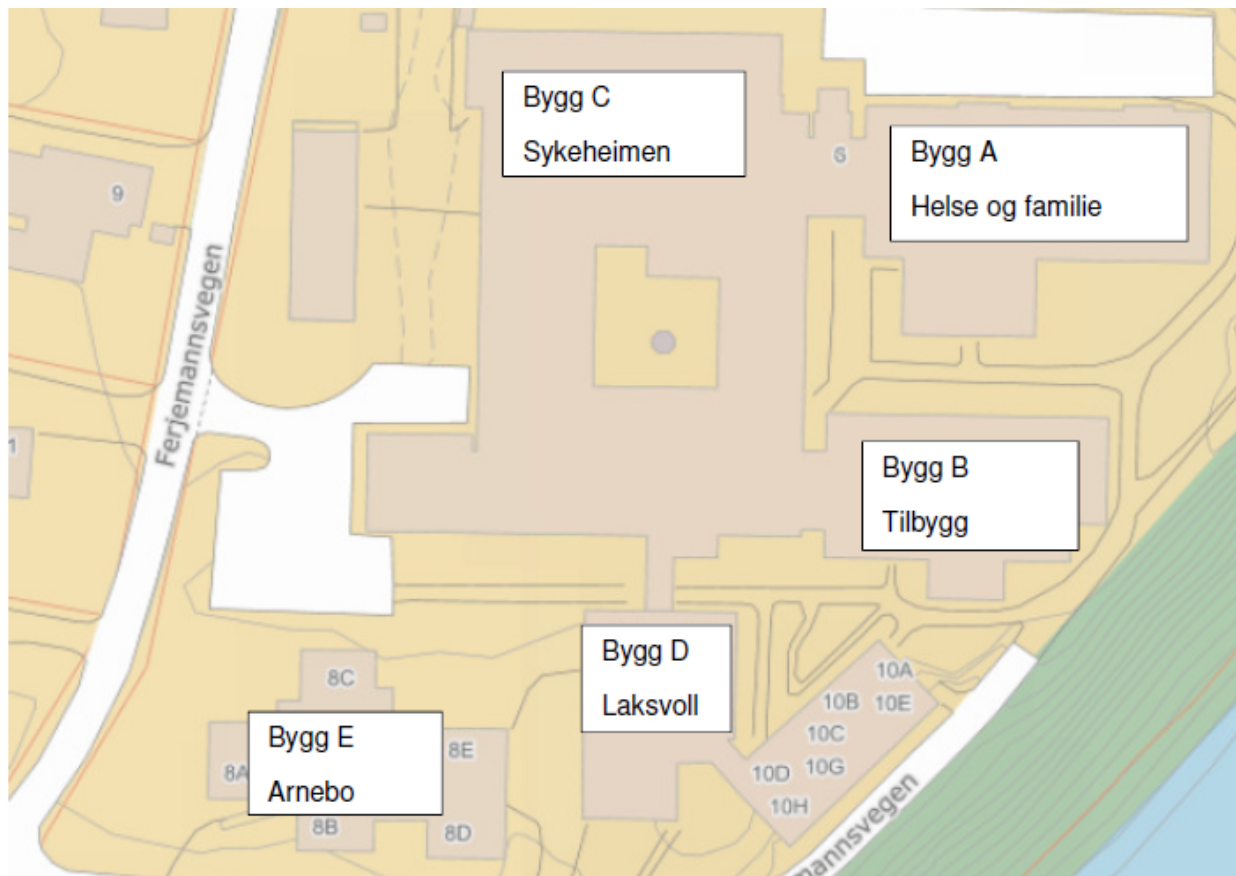 Bygg C
Sykeheimen
Bygg A
Helse og familie
6
9
Ferjemannsvegen
1
Bygg B
Tilbygg
Bygg D
Laksvoll
10A
10B 10E
10C
10D 10G
10H
8C
Bygg E
Arnebo
8A
8E
8B
8D
mannsvegen